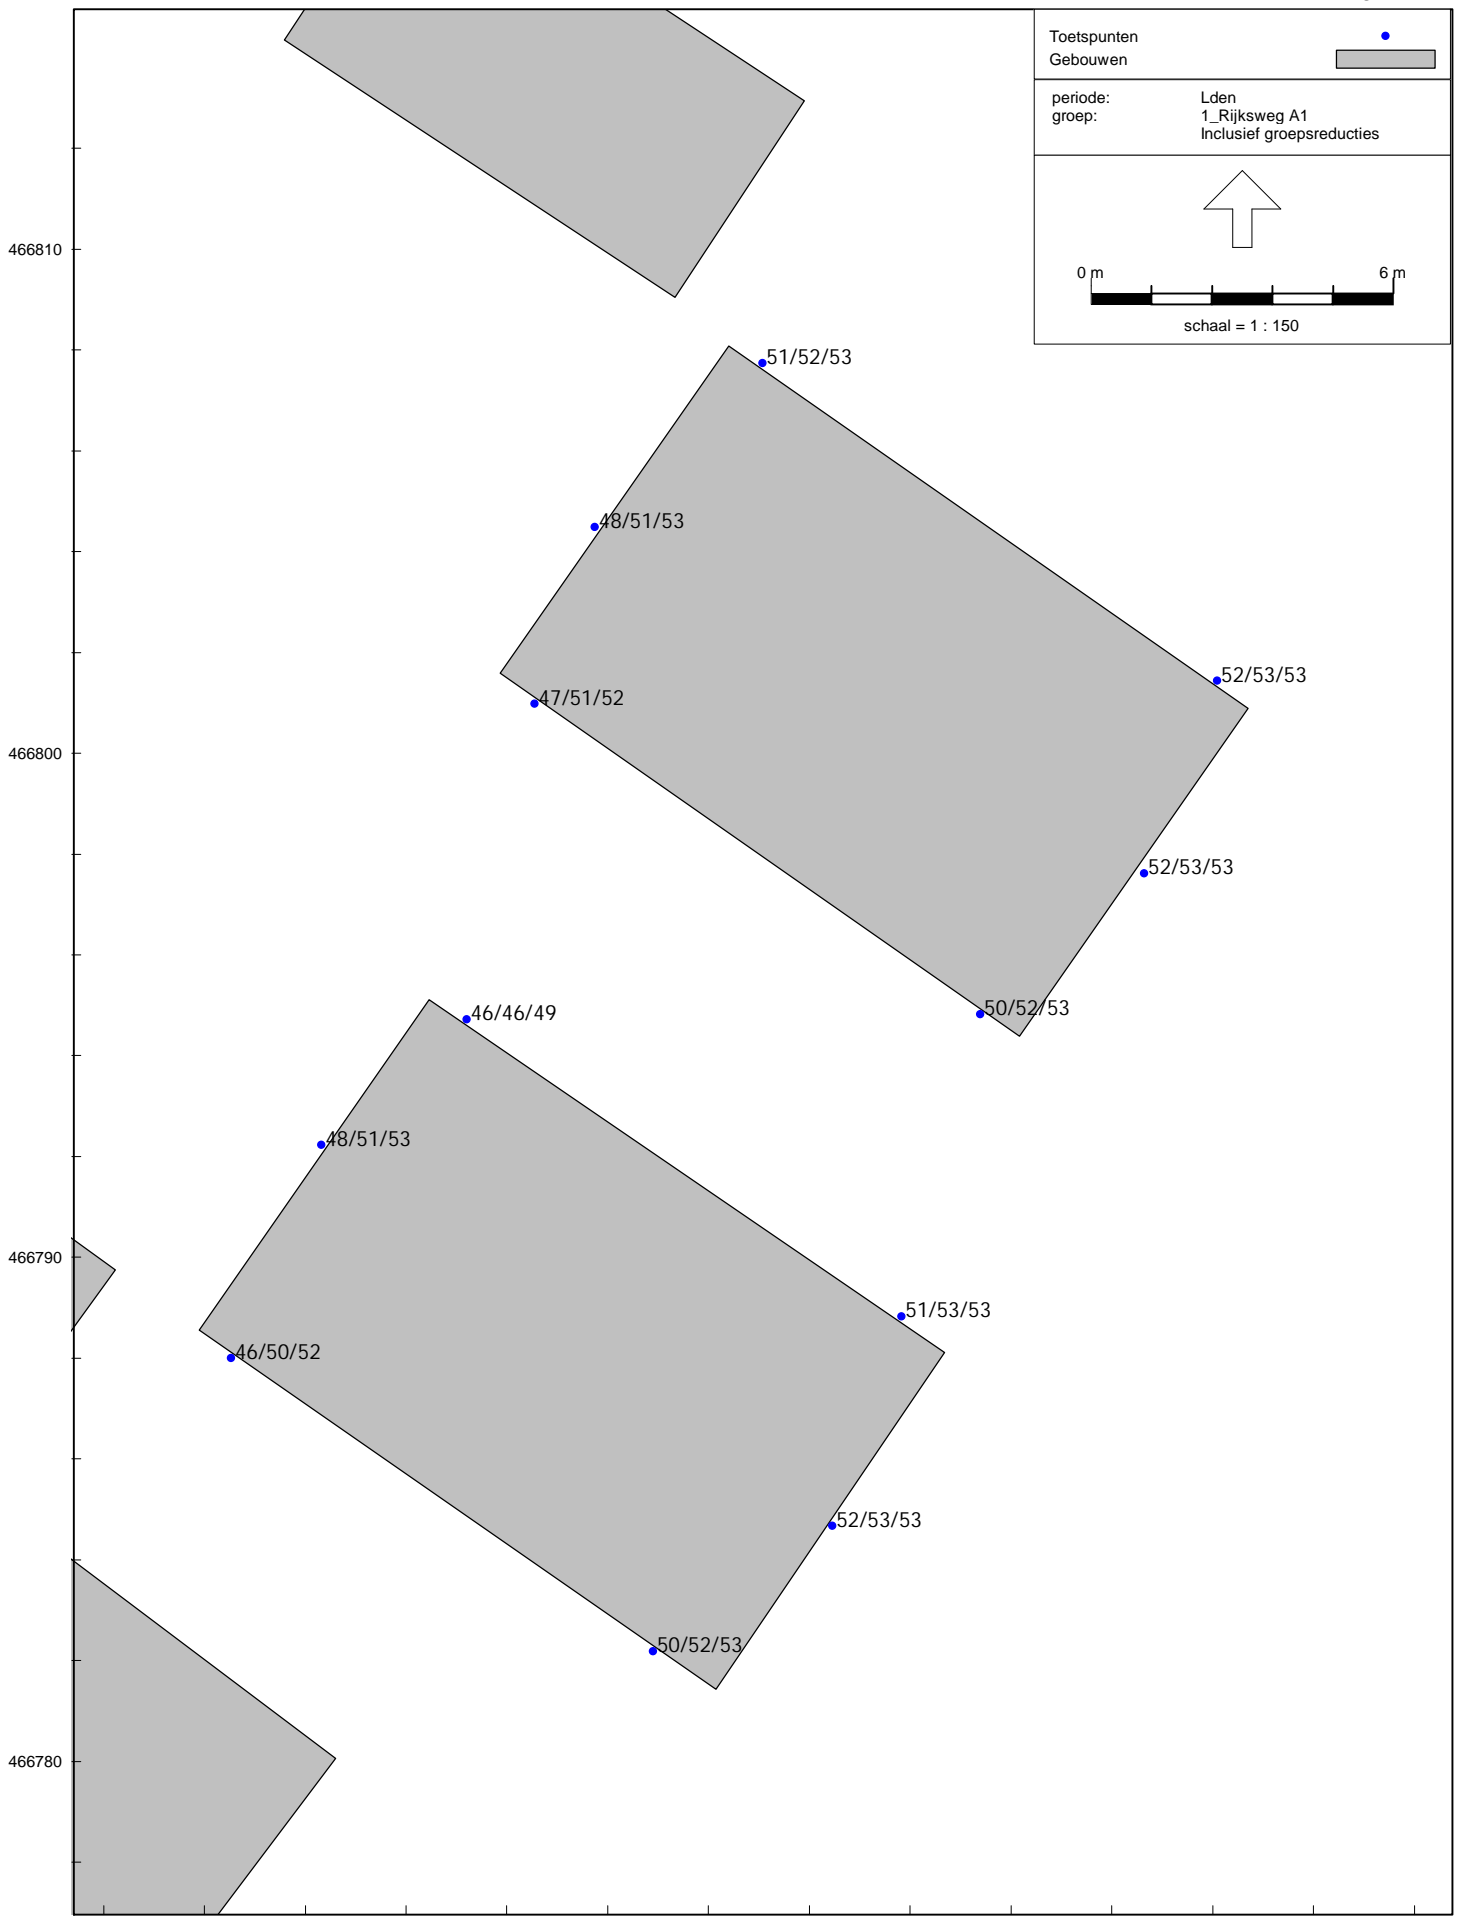 Toetspunten
Gebouwen
periode: Lden
groep: 1_Rijksweg A1
Inclusief groepsreducties
0 m 6 m
schaal = 1 : 150
466810
51/52/53
48/51/53
52/53/53
47/51/52
466800
52/53/53
50/52/53
46/46/49
48/51/53
466790
51/53/53
46/50/52
52/53/53
50/52/53
466780